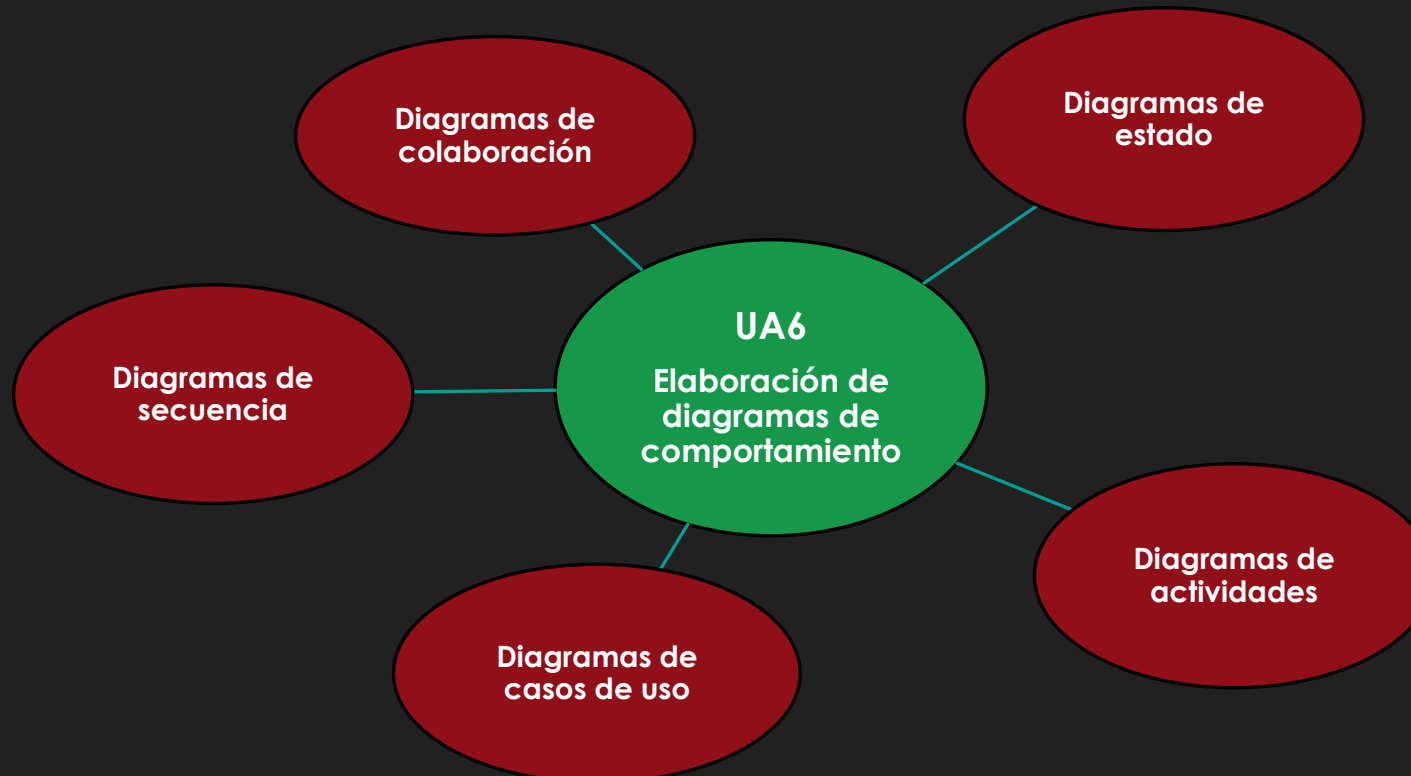 Diagramas de
colaboración
Diagramas de
estado
UA6
Elaboración de
diagramas de
comportamiento
Diagramas de
secuencia
Diagramas de
actividades
Diagramas de
casos de uso